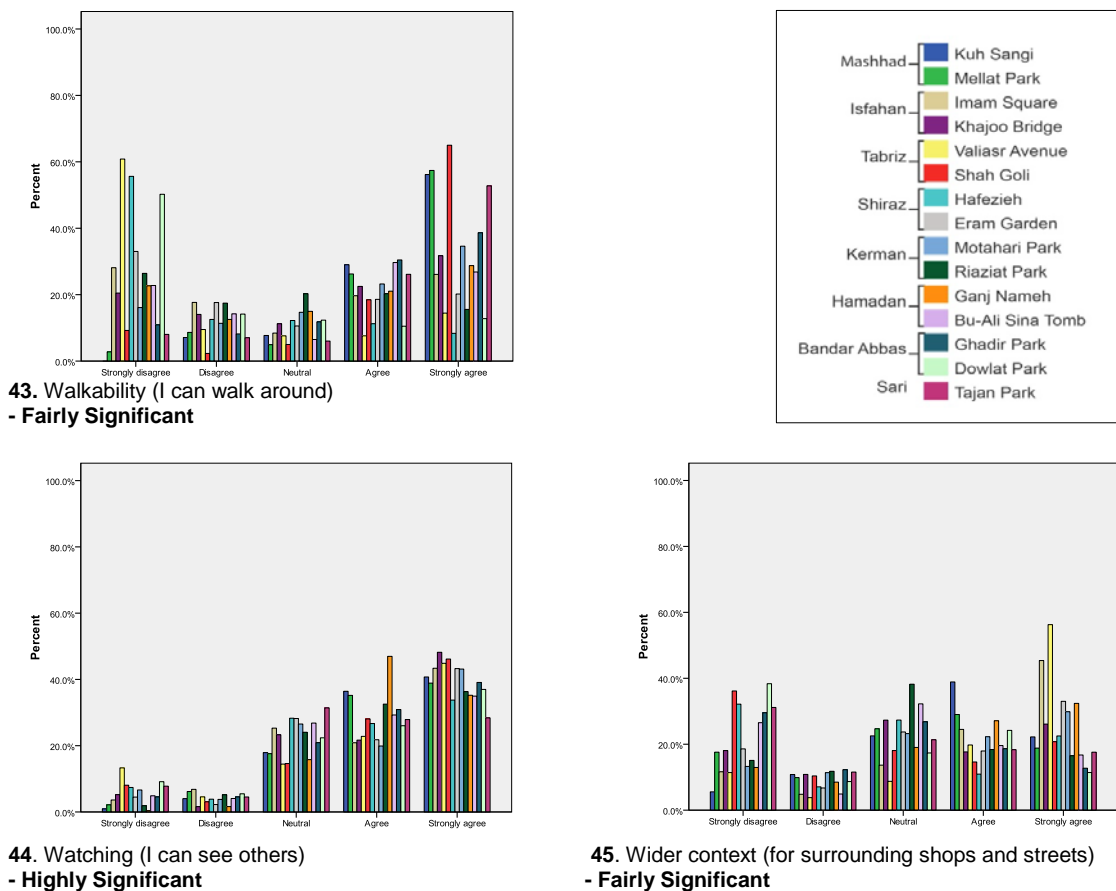 100.0%
80.0%
60.0%
40.0%
20.0%
0.0%
Percent
Strongly disagree Disagree Neutral Agree Strongly agree
43. Walkability (I can walk around)
- Fairly Significant
Mashhad
Kuh Sangi
Mellat Park
Isfahan
Imam Square
Khajoo Bridge
Tabriz
Valiasr Avenue
Shah Goli
Shiraz
Hafezieh
Eram Garden
Kerman
Motahari Park
Riaziat Park
Hamadan
Ganj Nameh
Bu-Ali Sina Tomb
Bandar Abbas
Ghadir Park
Dowlat Park
Sari
Tajan Park
100.0%
80.0%
60.0%
40.0%
20.0%
0.0%
Percent
Strongly disagree Disagree Neutral Agree Strongly agree
44. Watching (I can see others)
- Highly Significant
100.0%
80.0%
60.0%
40.0%
20.0%
0.0%
Percent
Strongly disagree Disagree Neutral Agree Strongly agree
45. Wider context (for surrounding shops and streets)
- Fairly Significant